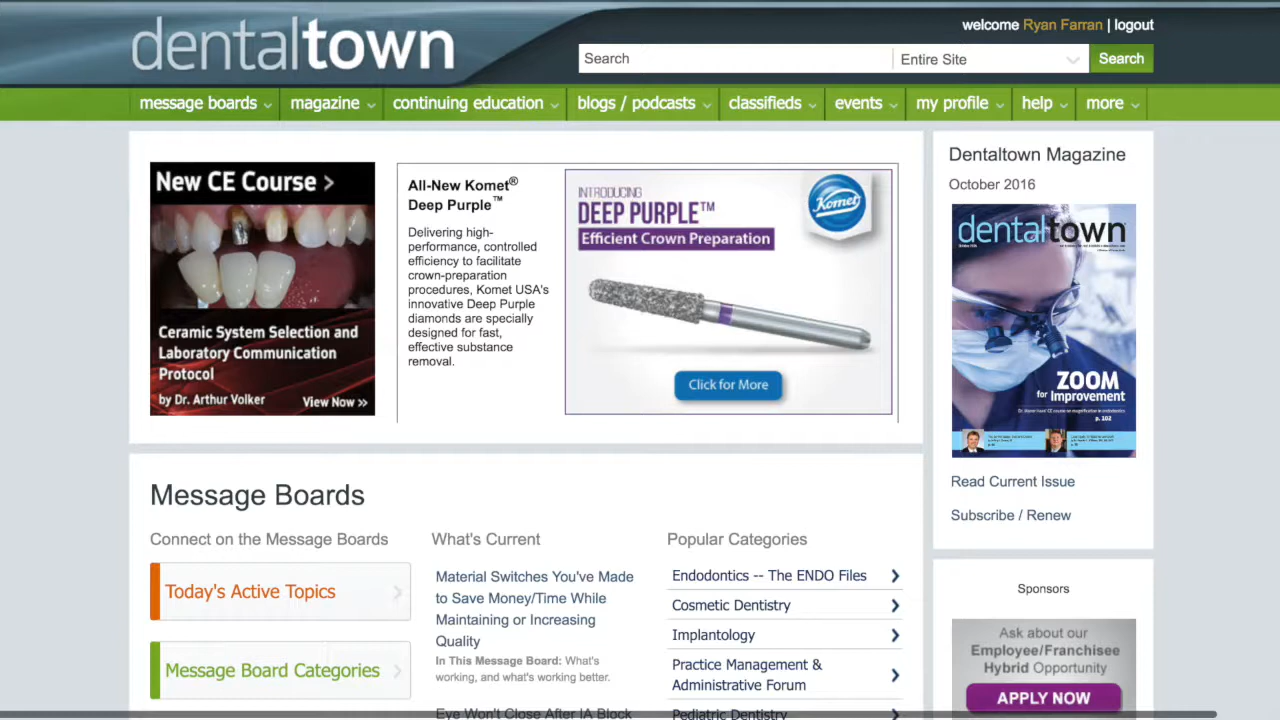 dentaltown
welcome Ryan Farran | logout
Search
Entire Site
Search
message boards
magazine
continuing education
blogs / podcasts
classifieds
events
my profile
help
more
New CE Course >
Ceramic System Selection and
Laboratory Communication
Protocol
by Dr. Arthur Volker
View Now >>
All-New Komet®
Deep Purple™
Delivering high-
performance, controlled
efficiency to facilitate
crown-preparation
procedures, Komet USA's
innovative Deep Purple
diamonds are specially
designed for fast,
effective substance
removal.
INTRODUCING
DEEP PURPLE™
Efficient Crown Preparation
Komet
Click for More
Dentaltown Magazine
October 2016
dentaltown
ZOOM
for Improvement
p. 102
Read Current Issue
Subscribe / Renew
Message Boards
Connect on the Message Boards
Today's Active Topics
Message Board Categories
What's Current
Material Switches You've Made
to Save Money/Time While
Maintaining or Increasing
Quality
In This Message Board: What's
working, and what's working better.
Eye Won't Close After IA Block
Popular Categories
Endodontics -- The ENDO Files
Cosmetic Dentistry
Implantology
Practice Management &
Administrative Forum
Pediatric Dentistry
Sponsors
Ask about our
Employee/Franchisee
Hybrid Opportunity
APPLY NOW